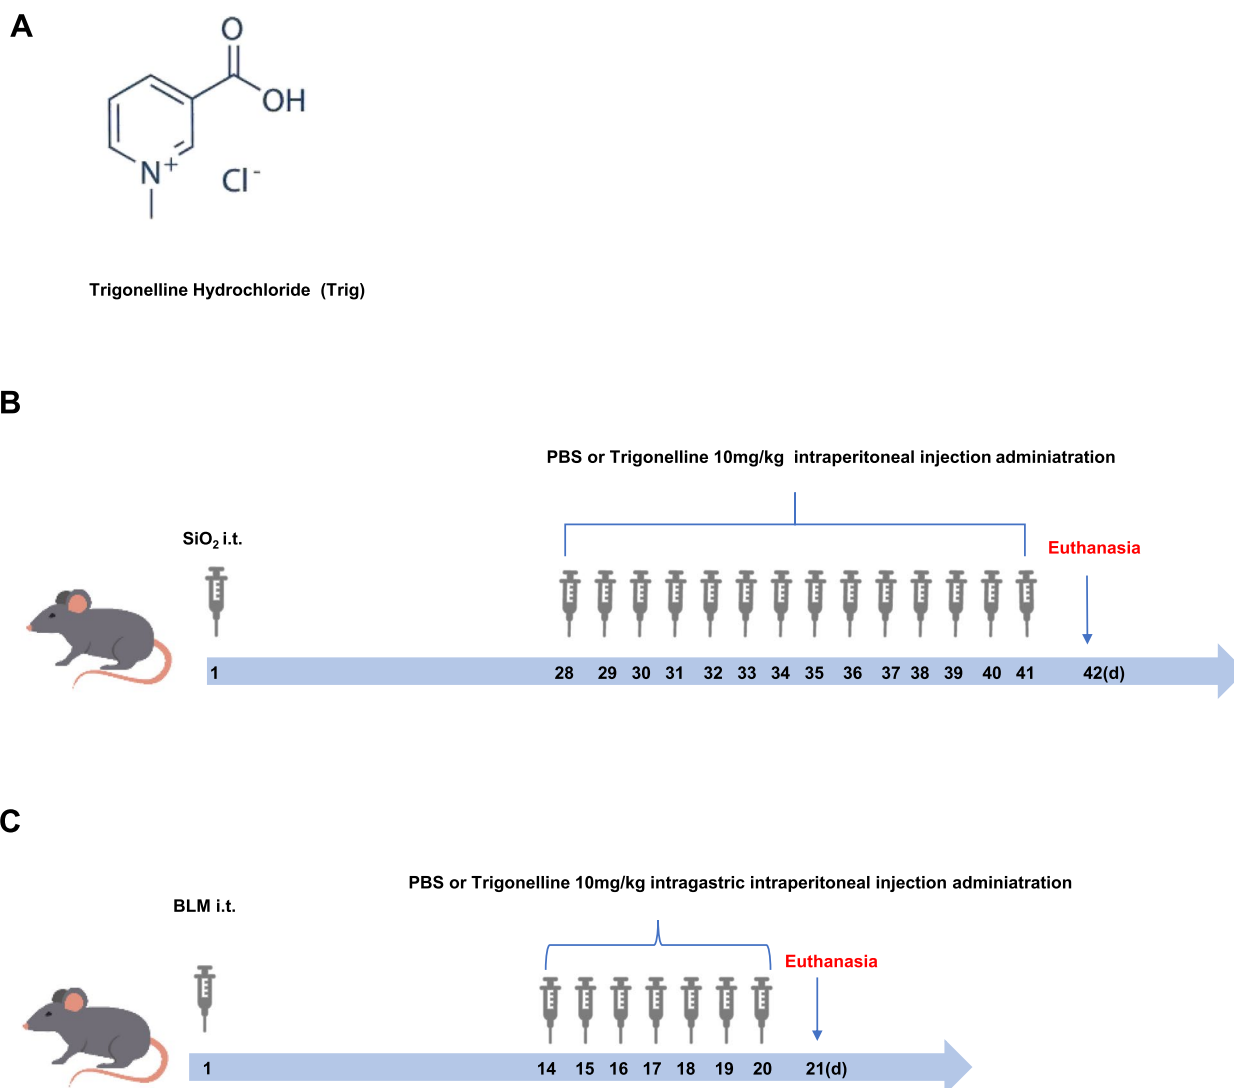 A
O
OH
N+
Cl-
Trigonelline Hydrochloride (Trig)
B
PBS or Trigonelline 10mg/kg intraperitoneal injection adminiatration
SiO2 i.t.
Euthanasia
1 28 29 30 31 32 33 34 35 36 37 38 39 40 41 42(d)
C
PBS or Trigonelline 10mg/kg intragastric intraperitoneal injection adminiatration
BLM i.t.
Euthanasia
1 14 15 16 17 18 19 20 21(d)